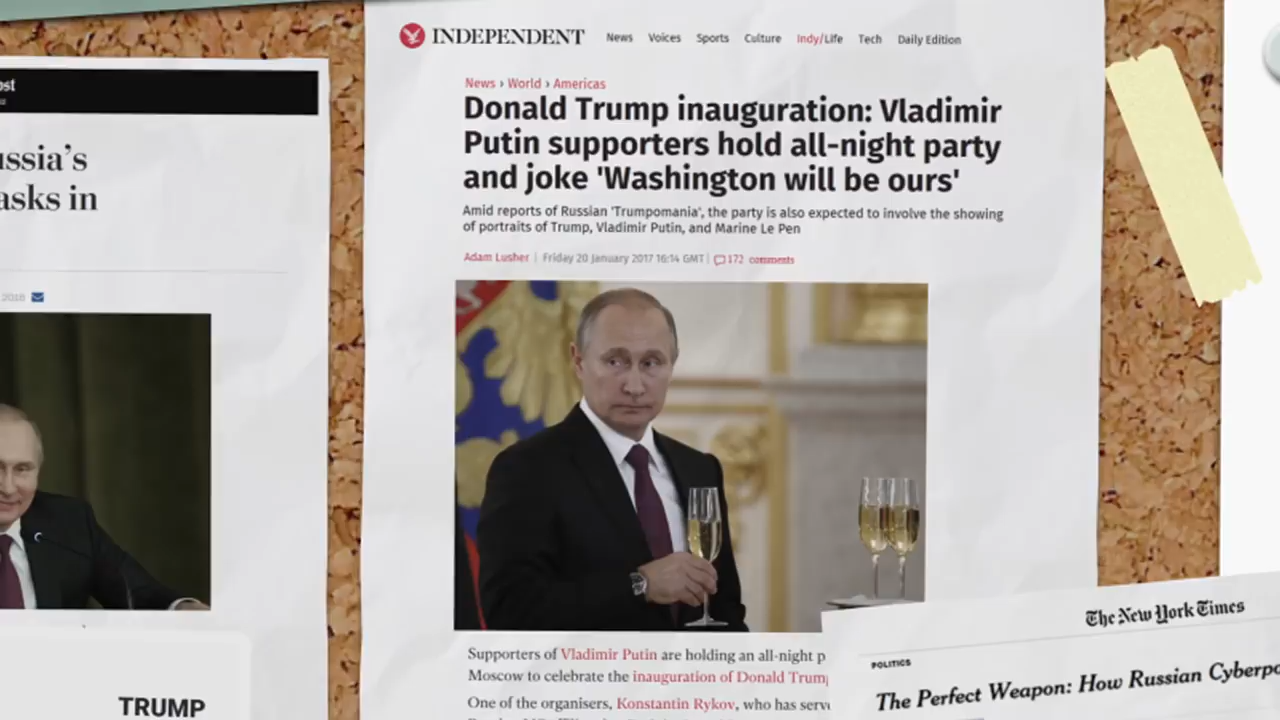 INDEPENDENT News Voices Sports Culture Indy/Life Tech Daily Edition
News › World › Americas
Donald Trump inauguration: Vladimir
Putin supporters hold all-night party
and joke 'Washington will be ours'
Amid reports of Russian 'Trumpomania', the party is also expected to involve the showing
of portraits of Trump, Vladimir Putin, and Marine Le Pen
Adam Lusher | Friday 20 January 2017 16:14 GMT | 172 comments
Supporters of Vladimir Putin are holding an all-night p
Moscow to celebrate the inauguration of Donald Trum
One of the organisers, Konstantin Rykov, who has serv
ost
ussia's
asks in
2016
TRUMP
The New York Times
POLITICS
The Perfect Weapon: How Russian Cyberpo